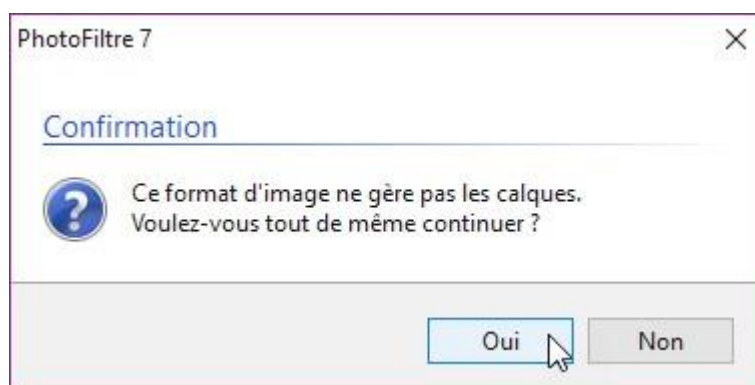 PhotoFiltre 7
Confirmation
Ce format d'image ne gère pas les calques.
Voulez-vous tout de même continuer ?
Oui
Non